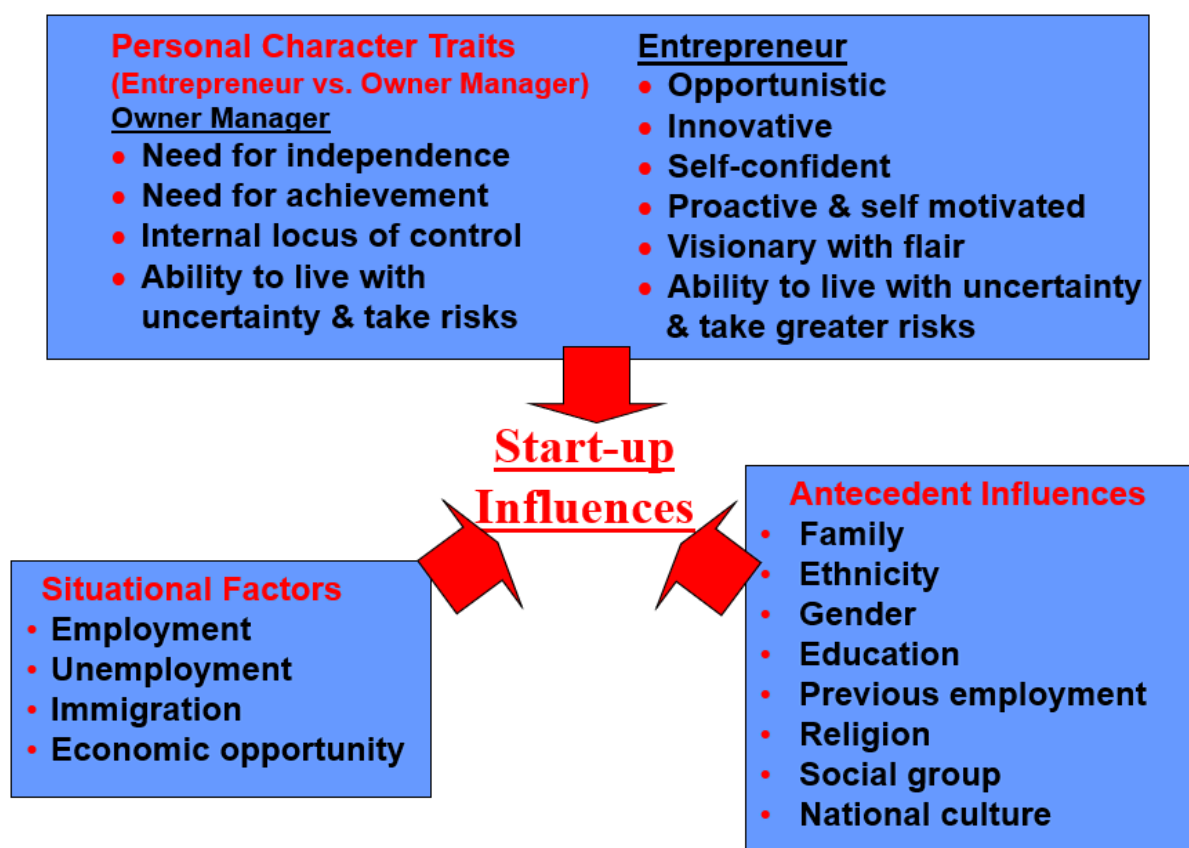 Personal Character Traits
(Entrepreneur vs. Owner Manager)
Owner Manager
• Need for independence
• Need for achievement
• Internal locus of control
• Ability to live with
uncertainty & take risks
Entrepreneur
• Opportunistic
• Innovative
• Self-confident
• Proactive & self motivated
• Visionary with flair
• Ability to live with uncertainty
& take greater risks
Start-up
Influences
Situational Factors
• Employment
• Unemployment
• Immigration
• Economic opportunity
Antecedent Influences
• Family
• Ethnicity
• Gender
• Education
• Previous employment
• Religion
• Social group
• National culture